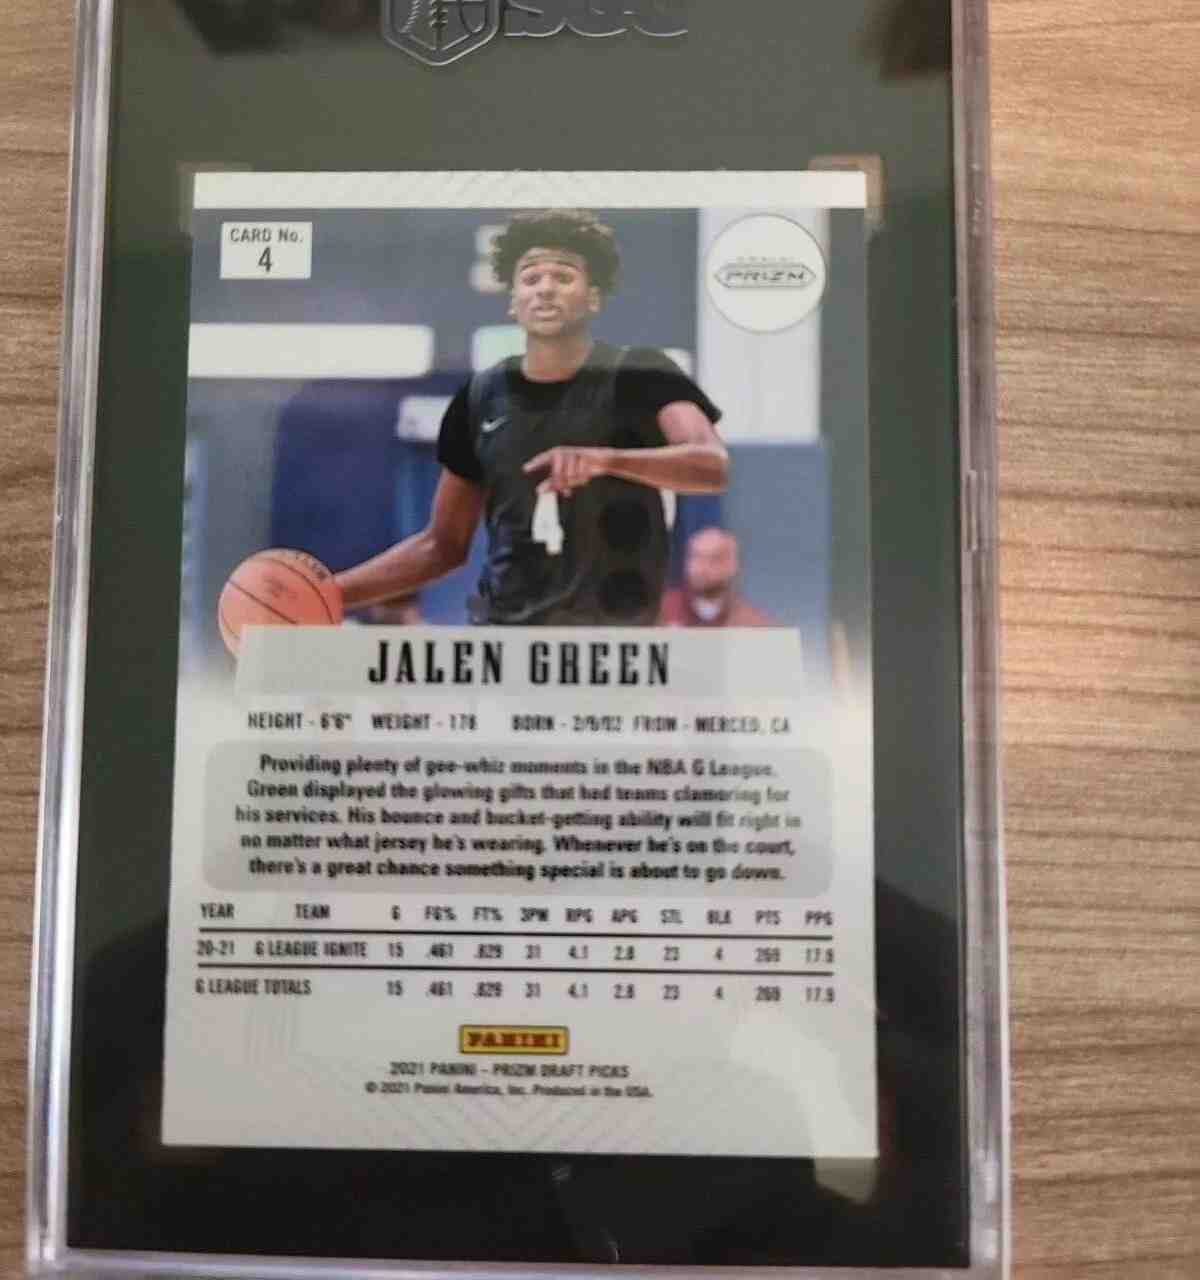 SGC
CARD No.
4
PANINI
PRIZM
4
JALEN GREEN
HEIGHT - 6'6" WEIGHT - 178 BORN - 2/9/02 FROM - MERCED, CA
Providing plenty of gee-whiz moments in the NBA G League,
Green displayed the glowing gifts that had teams clamoring for
his services. His bounce and bucket-getting ability will fit right in
no matter what jersey he's wearing. Whenever he's on the court,
there's a great chance something special is about to go down.
YEAR TEAM G FG% FT% 3PM RPG APG STL BLK PTS PPG
20-21 G LEAGUE IGNITE 15 .461 .829 31 4.1 2.8 23 4 268 17.9
G LEAGUE TOTALS 15 .461 .829 31 4.1 2.8 23 4 268 17.9
PANINI
2021 PANINI - PRIZM DRAFT PICKS
© 2021 Panini America, Inc. Produced in the USA.